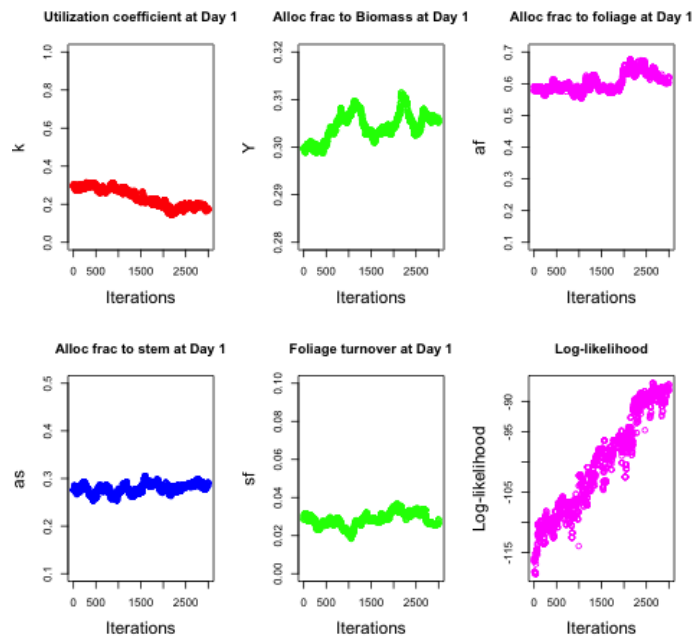 Utilization coefficient at Day 1
k
1.0
0.8
0.6
0.4
0.2
0.0
0 500 1500 2500
Iterations
Alloc frac to Biomass at Day 1
Y
0.32
0.31
0.30
0.29
0.28
0 500 1500 2500
Iterations
Alloc frac to foliage at Day 1
af
0.7
0.6
0.5
0.4
0.3
0.2
0.1
0 500 1500 2500
Iterations
Alloc frac to stem at Day 1
as
0.5
0.4
0.3
0.2
0.1
0 500 1500 2500
Iterations
Foliage turnover at Day 1
sf
0.10
0.08
0.06
0.04
0.02
0.00
0 500 1500 2500
Iterations
Log-likelihood
Log-likelihood
-90
-95
-105
-115
0 500 1500 2500
Iterations